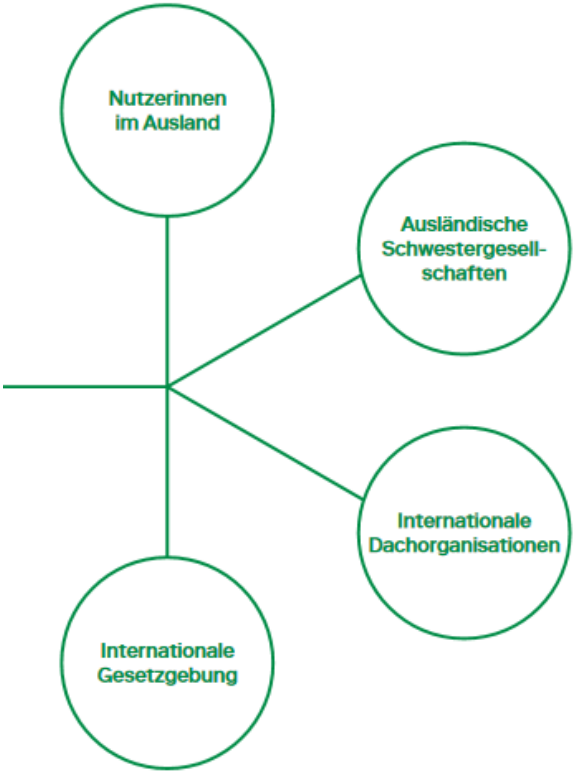 Nutzerinnen
im Ausland
Ausländische
Schwestergesell-
schaften
Internationale
Dachorganisationen
Internationale
Gesetzgebung